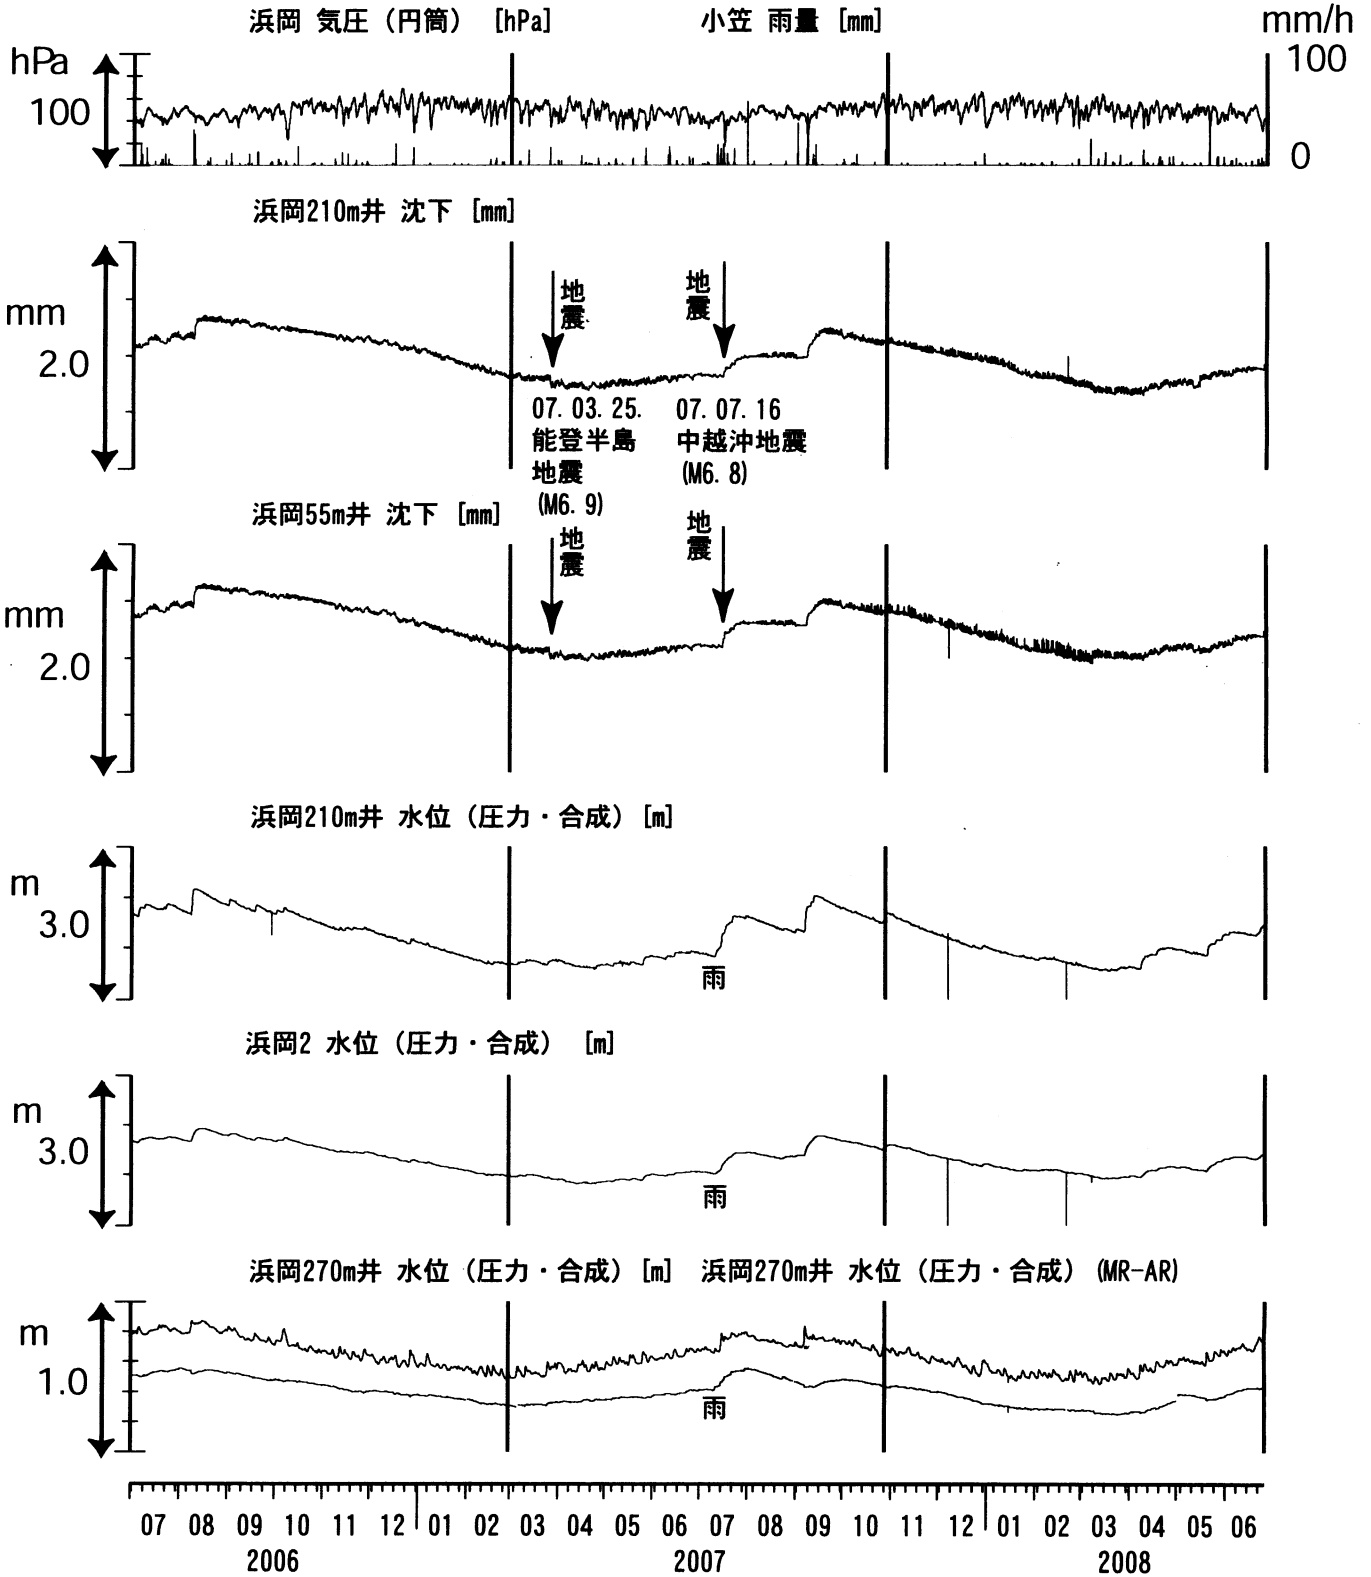 浜岡 気圧（円筒） [hPa] 小笠 雨量 [mm] mm/h
hPa 100
100
0
浜岡210m井 沈下 [mm]
地震 地震
mm
2.0
07. 03. 25. 07. 07. 16
能登半島 中越沖地震
地震 (M6. 8)
(M6. 9)
浜岡55m井 沈下 [mm]
地震 地震
mm
2.0
浜岡210m井 水位（圧力・合成）[m]
m
3.0
雨
浜岡2 水位（圧力・合成） [m]
m
3.0
雨
浜岡270m井 水位（圧力・合成）[m] 浜岡270m井 水位（圧力・合成）(MR-AR)
m
1.0
雨
07 08 09 10 11 12 01 02 03 04 05 06 07 08 09 10 11 12 01 02 03 04 05 06
2006 2007 2008